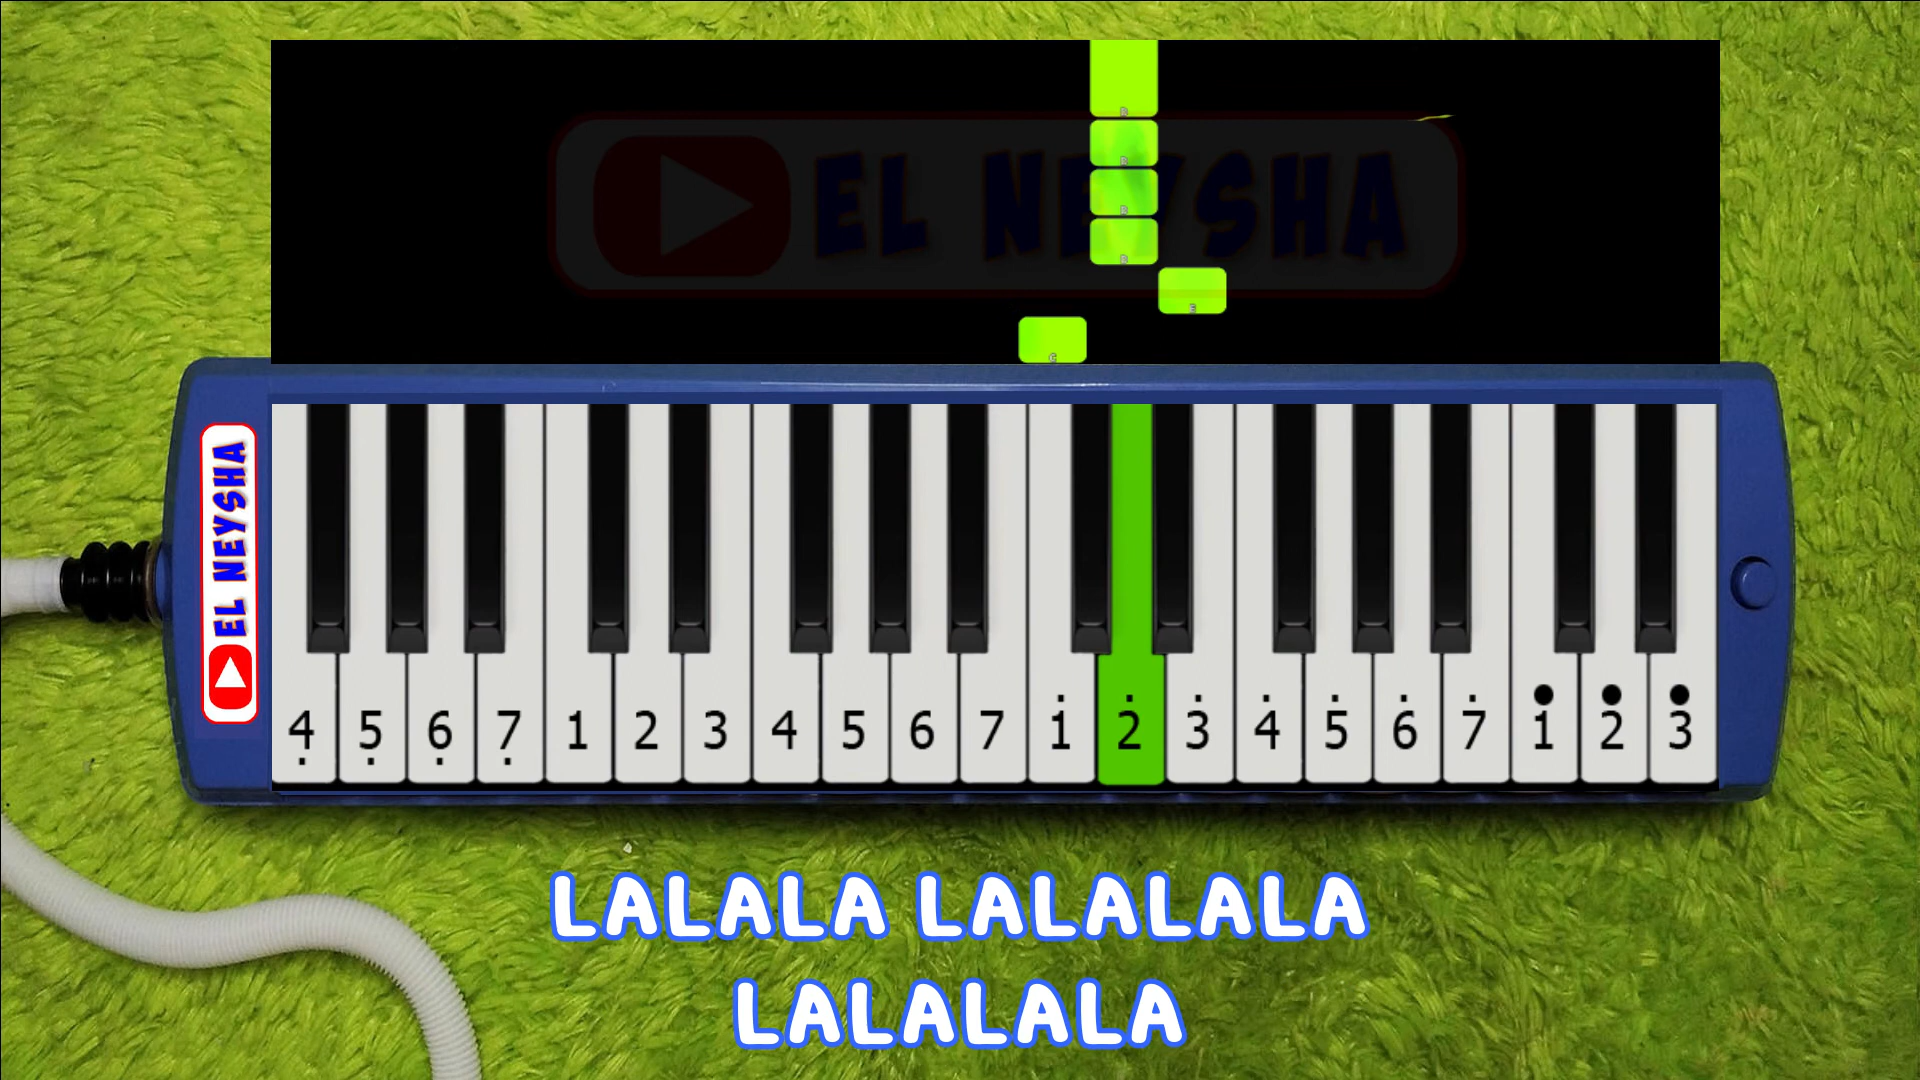 D
D
D
D
E
C
EL NEYSHA
EL NEYSHA
4̣ 5̣ 6̣ 7̣ 1 2 3 4 5 6 7 1̇ 2̇ 3̇ 4̇ 5̇ 6̇ 7̇ 1̇ 2̇ 3̇
LALALA LALALALA
LALALALA